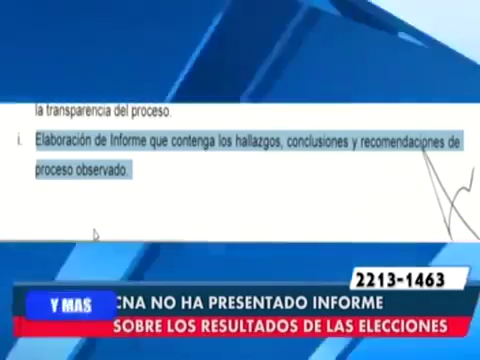 la transparencia del proceso.
i. Elaboración de Informe que contenga los hallazgos, conclusiones y recomendaciones de
proceso observado.
2213-1463
Y MAS
CNA NO HA PRESENTADO INFORME
SOBRE LOS RESULTADOS DE LAS ELECCIONES